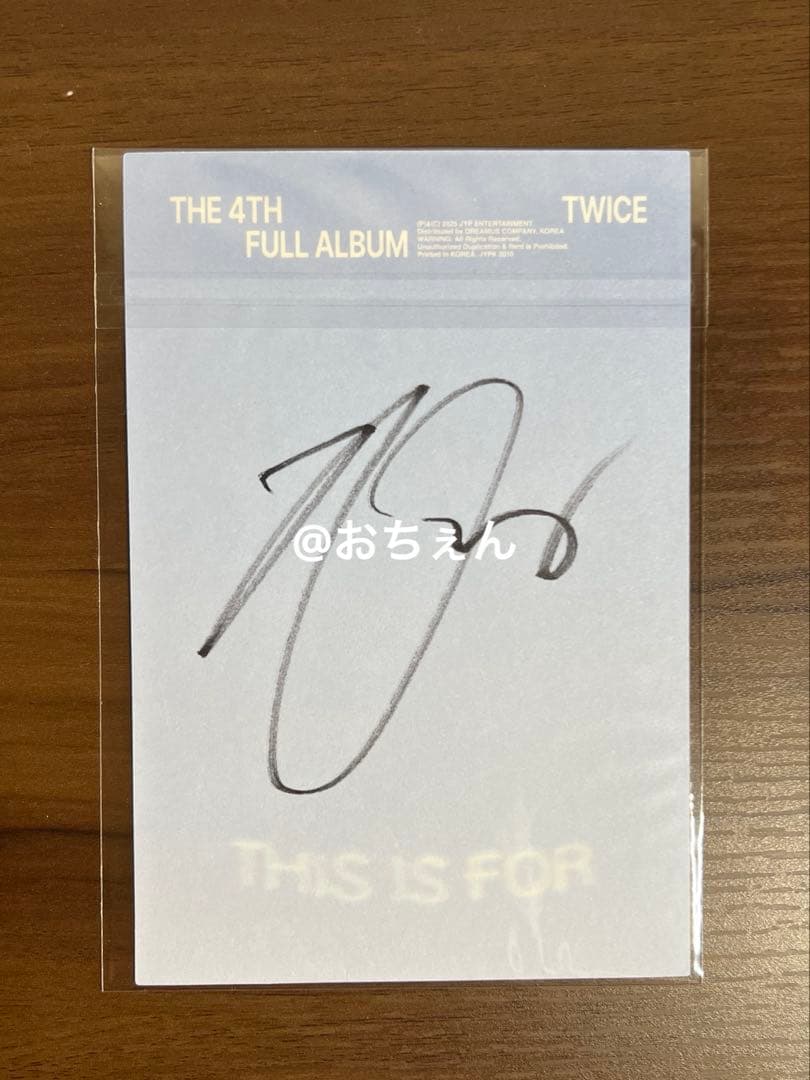 THE 4TH
FULL ALBUM
(P)&(C) 2025 JYP ENTERTAINMENT.
Distributed by DREAMUS COMPANY, KOREA
WARNING: All Rights Reserved.
Unauthorized Duplication & Rent is Prohibited.
Printed in KOREA. JYPK
TWICE
@おちぇん
THIS IS FOR